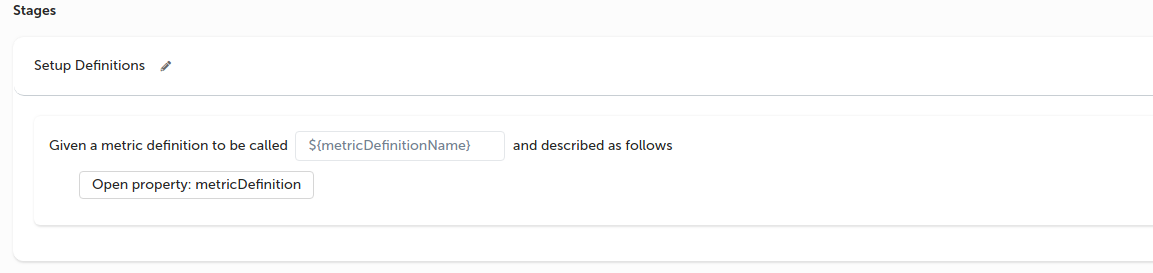 Stages
Setup Definitions
Given a metric definition to be called ${metricDefinitionName} and described as follows
Open property: metricDefinition